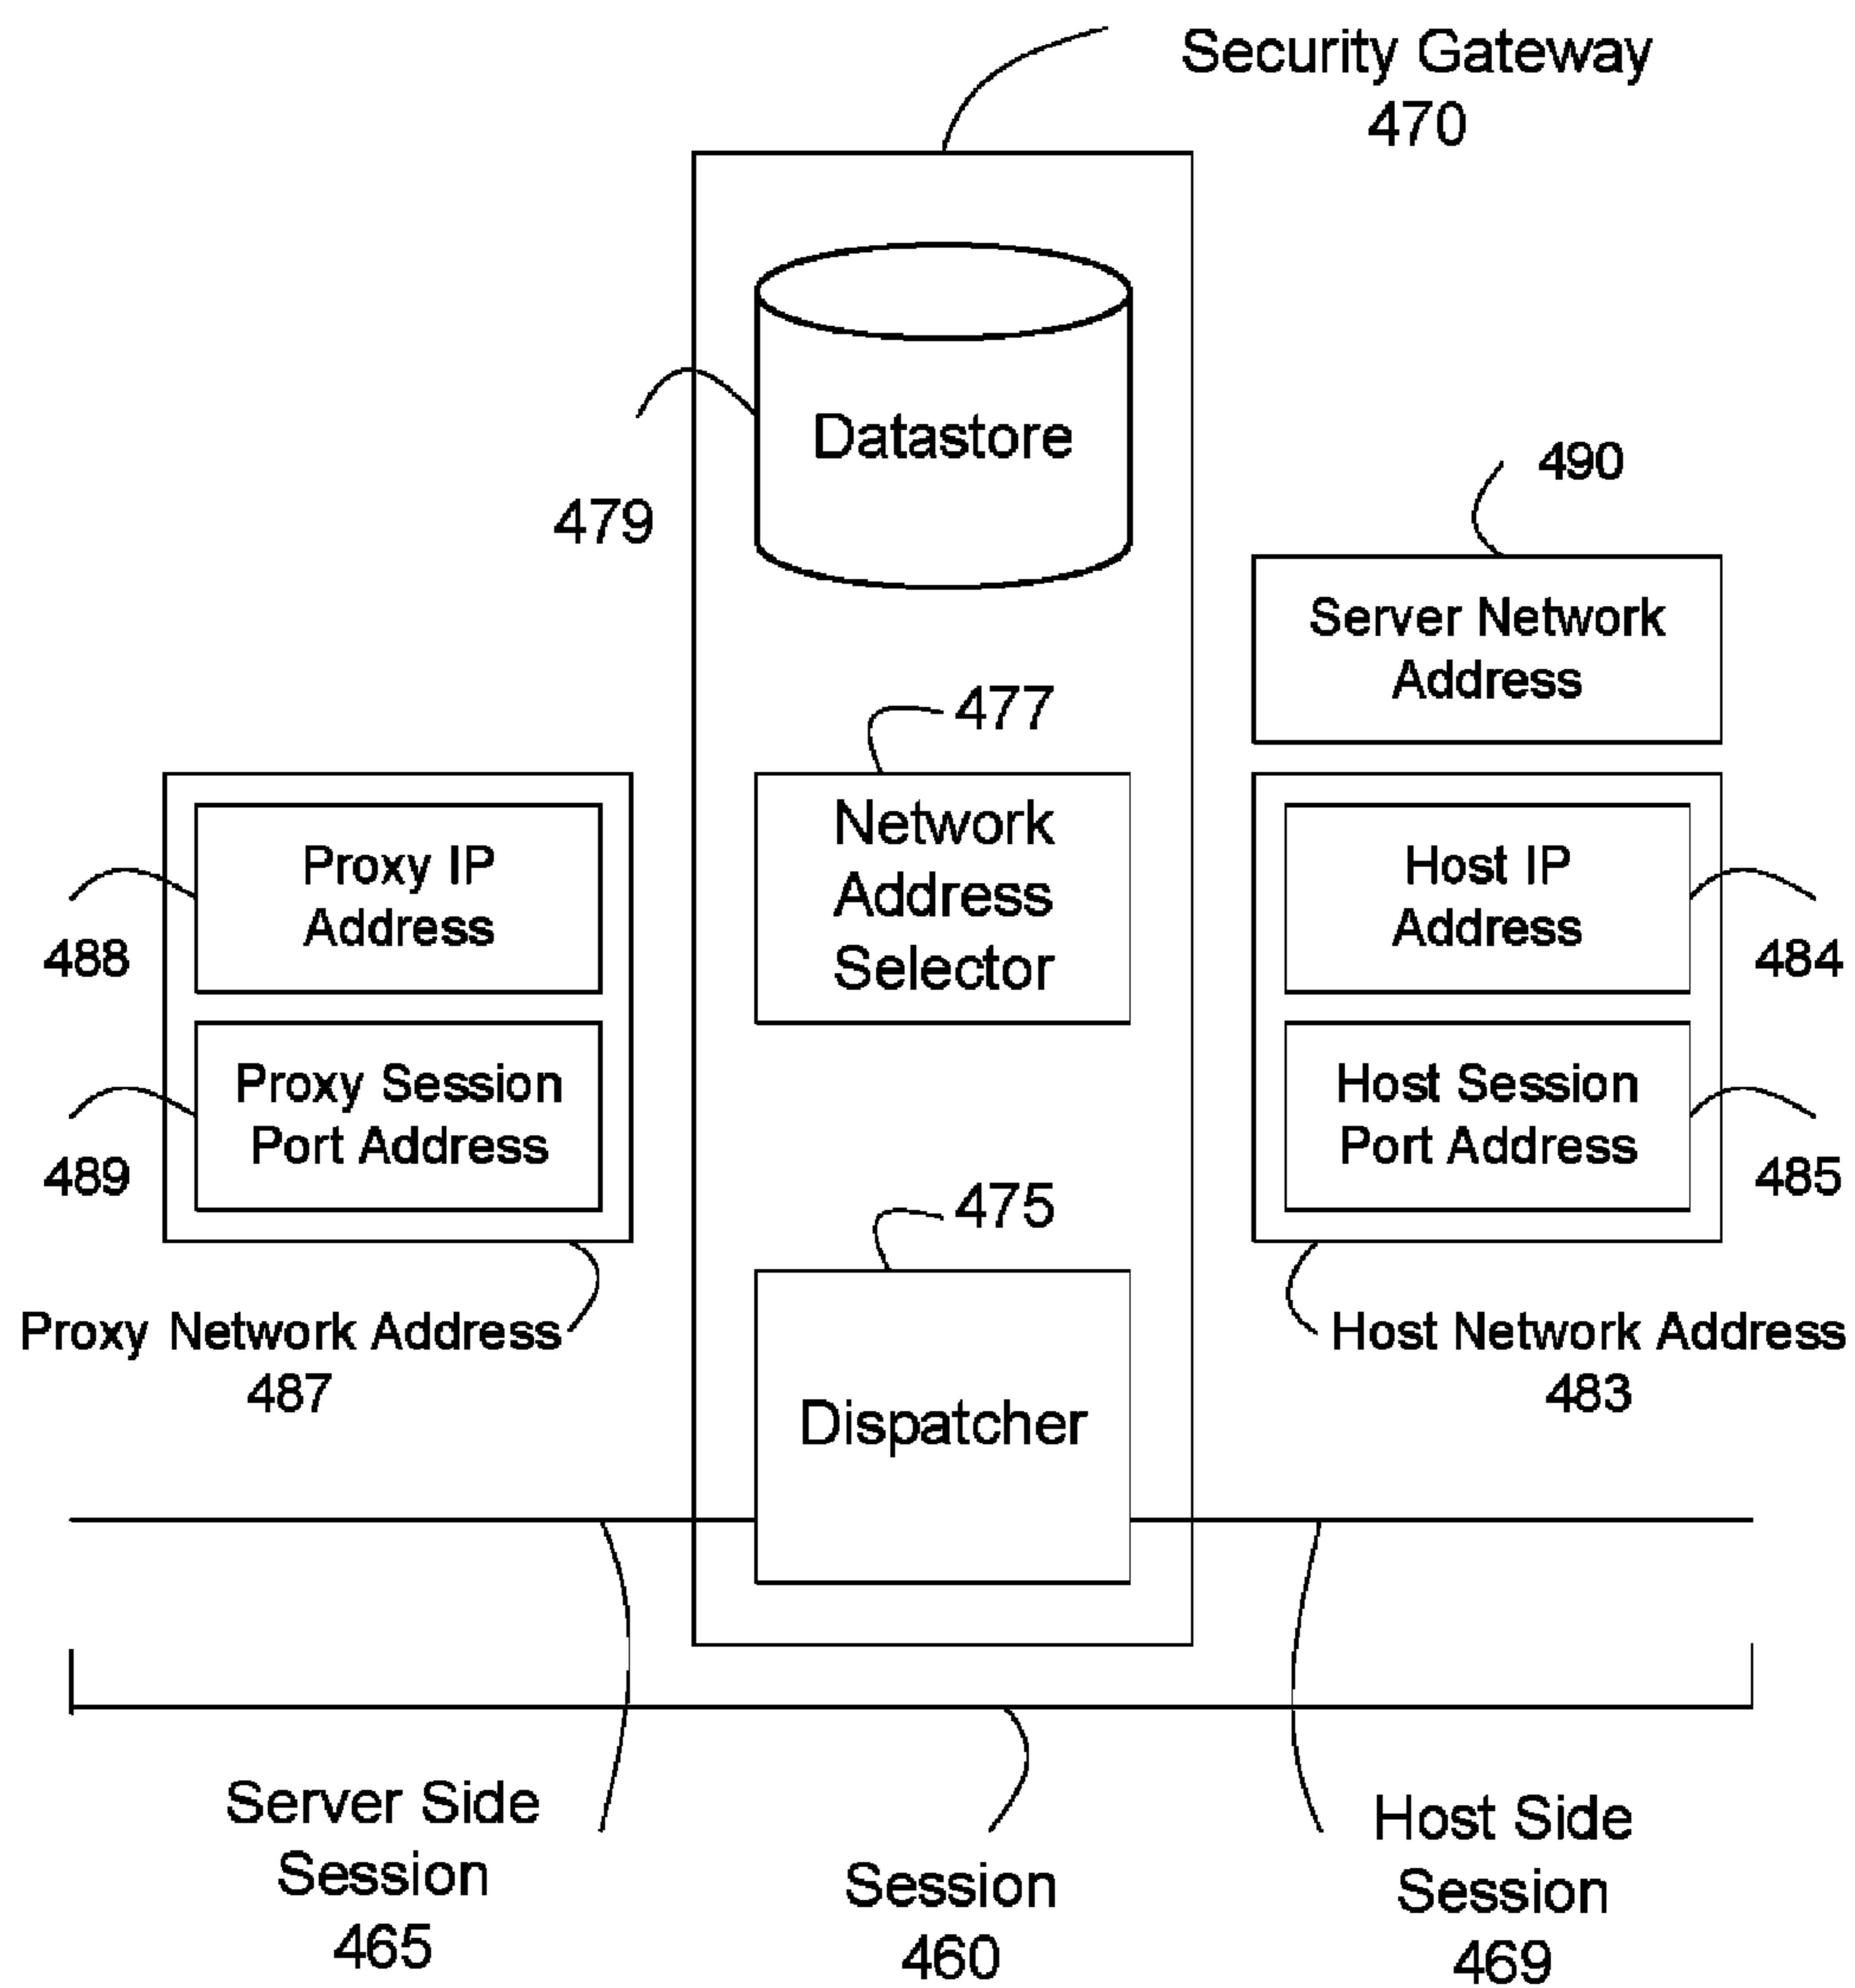 Security Gateway
470
Datastore
479
490
Server Network
Address
477
Network
Address
Selector
Proxy IP
Address
488
Proxy Session
Port Address
489
Host IP
Address
484
Host Session
Port Address
485
475
Proxy Network Address
487
Host Network Address
483
Dispatcher
Server Side
Session
465
Session
460
Host Side
Session
469